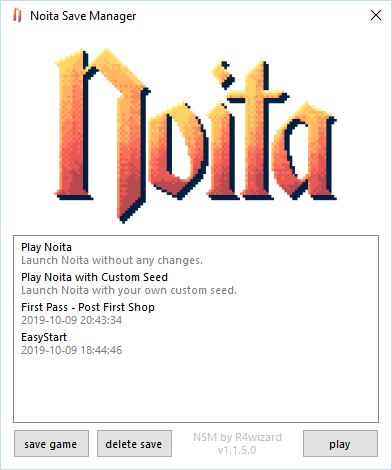 Noita Save Manager
Noita
Play Noita
Launch Noita without any changes.
Play Noita with Custom Seed
Launch Noita with your own custom seed.
First Pass - Post First Shop
2019-10-09 20:43:34
EasyStart
2019-10-09 18:44:46
save game
delete save
NSM by R4wizard
v1.1.5.0
play